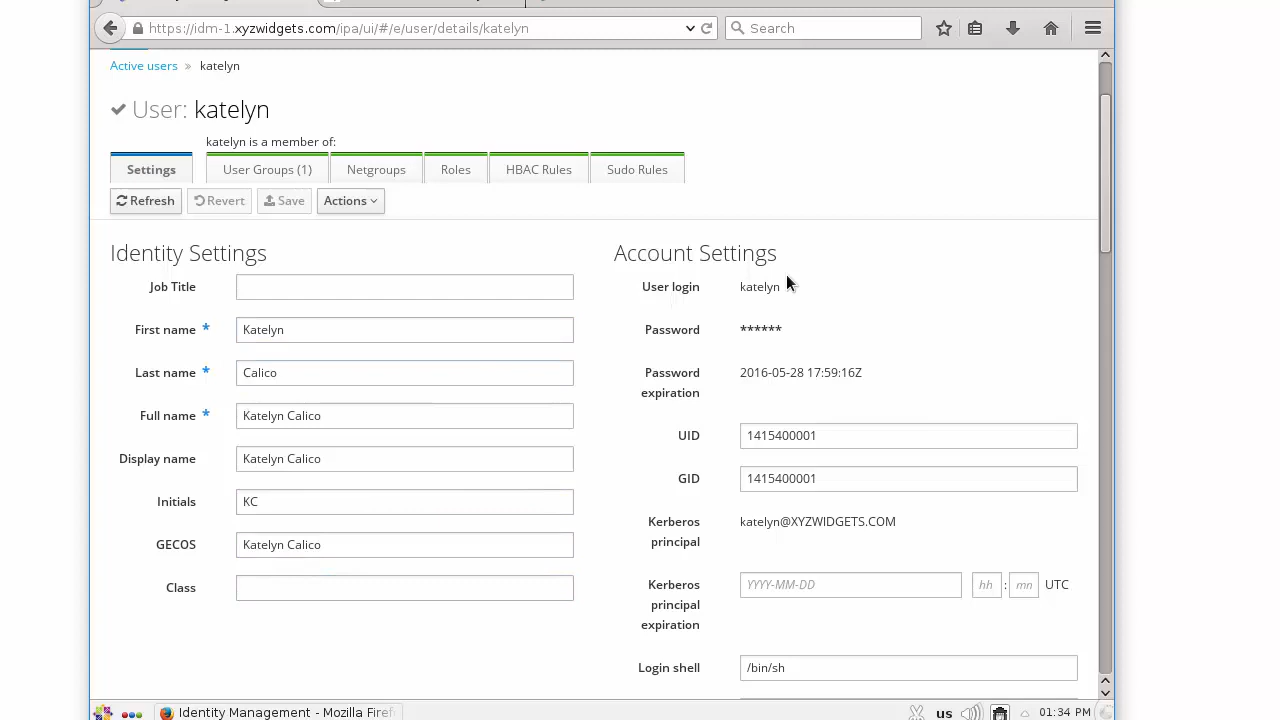 https://idm-1.xyzwidgets.com/ipa/ui/#/e/user/details/katelyn
Search
Active users » katelyn
User: katelyn
katelyn is a member of:
Settings User Groups (1) Netgroups Roles HBAC Rules Sudo Rules
Refresh Revert Save Actions
Identity Settings
Job Title
First name * Katelyn
Last name * Calico
Full name * Katelyn Calico
Display name Katelyn Calico
Initials KC
GECOS Katelyn Calico
Class
Account Settings
User login katelyn
Password ******
Password
expiration
2016-05-28 17:59:16Z
UID 1415400001
GID 1415400001
Kerberos
principal
katelyn@XYZWIDGETS.COM
Kerberos
principal
expiration
YYYY-MM-DD hh : mn UTC
Login shell /bin/sh
Identity Management - Mozilla Firef
us 01:34 PM